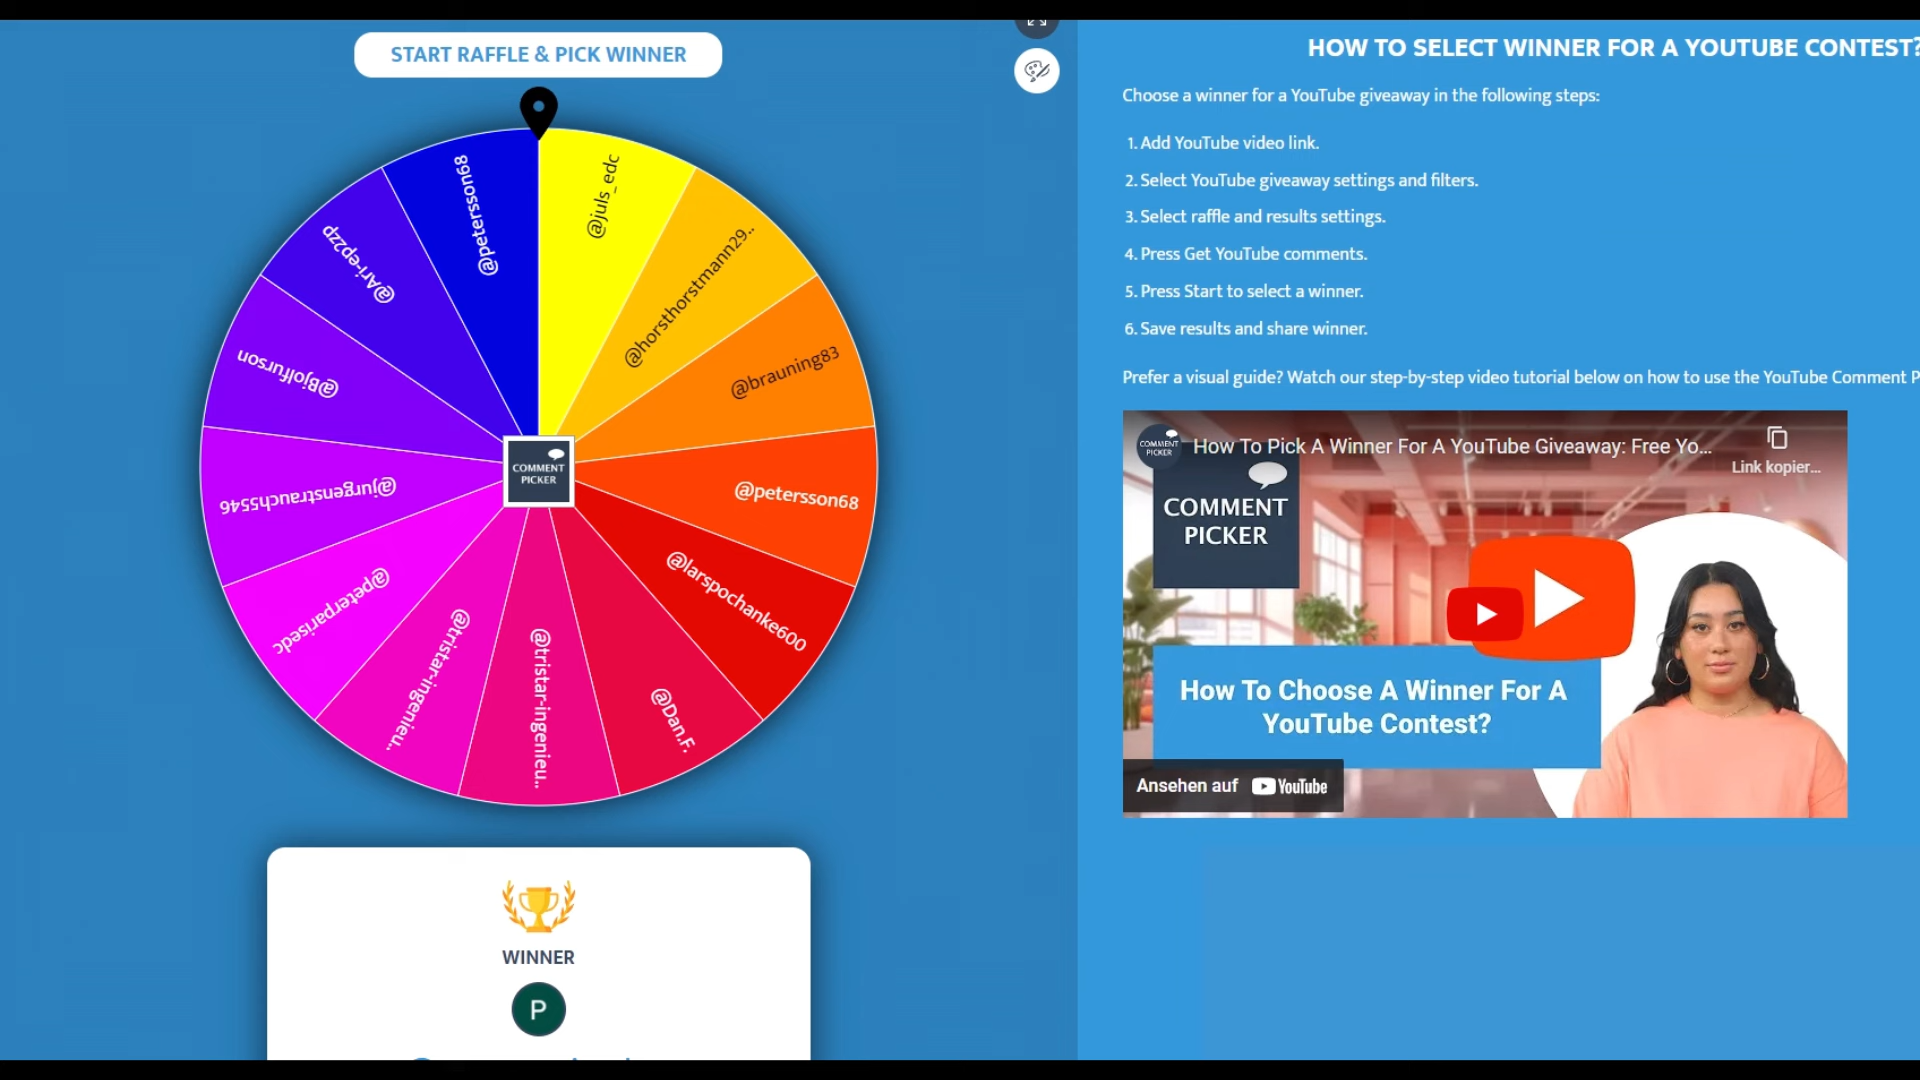 START RAFFLE & PICK WINNER
@juls_edc
@horsthorstmann29..
@brauning83
@petersson68
@larspochanke600
@Dan.F.
@tristar-ingenieu..
@tristar-ingenieu..
@peterparisedc
@jurgenstrauch5546
@Bjolfurson
@Ari-ep2zp
@petersson68
COMMENT
PICKER
WINNER
P
HOW TO SELECT WINNER FOR A YOUTUBE CONTEST?
Choose a winner for a YouTube giveaway in the following steps:
1. Add YouTube video link.
2. Select YouTube giveaway settings and filters.
3. Select raffle and results settings.
4. Press Get YouTube comments.
5. Press Start to select a winner.
6. Save results and share winner.
Prefer a visual guide? Watch our step-by-step video tutorial below on how to use the YouTube Comment P
COMMENT
PICKER
How To Pick A Winner For A YouTube Giveaway: Free Yo...
Link kopier...
COMMENT
PICKER
How To Choose A Winner For A
YouTube Contest?
Ansehen auf YouTube